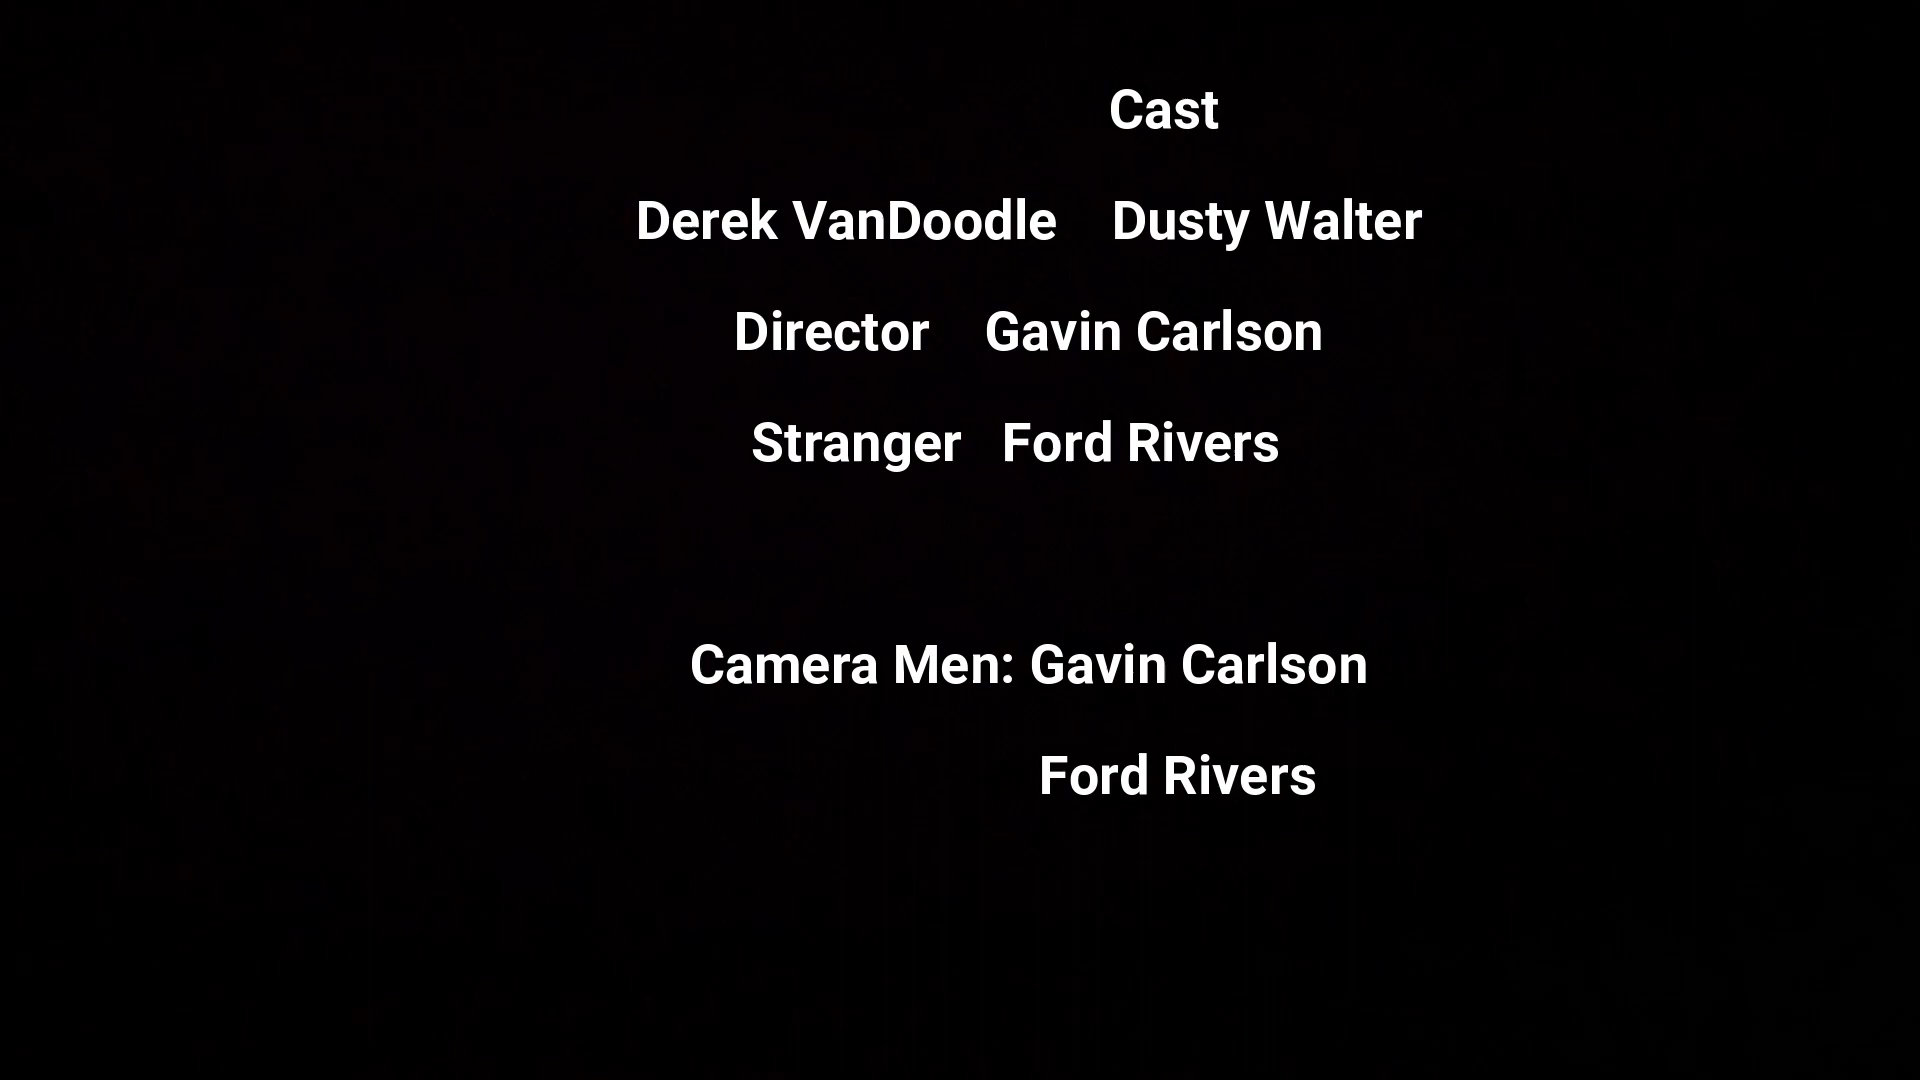 Cast
Derek VanDoodle Dusty Walter
Director Gavin Carlson
Stranger Ford Rivers
Camera Men: Gavin Carlson
Ford Rivers